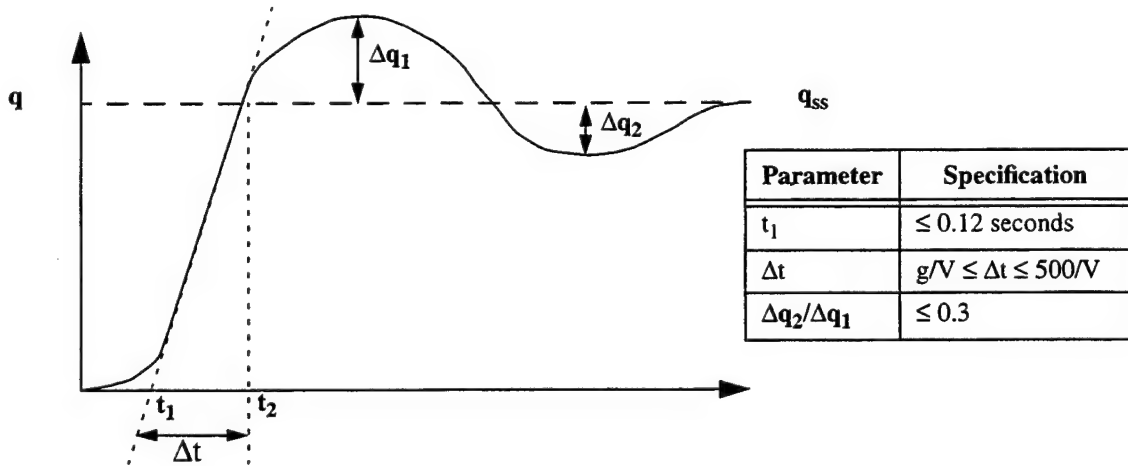 Δq₁
q
qₛₛ
Δq₂
Parameter Specification
t₁ ≤ 0.12 seconds
Δt g/V ≤ Δt ≤ 500/V
Δq₂/Δq₁ ≤ 0.3
t₁ t₂
Δt